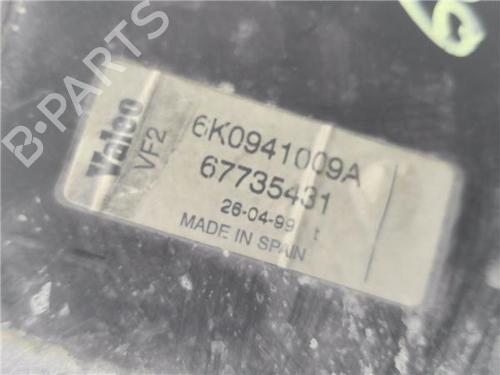 Valeo
VF2
6K0941009A
67735431
26-04-99 t
MADE IN SPAIN
B-PARTS